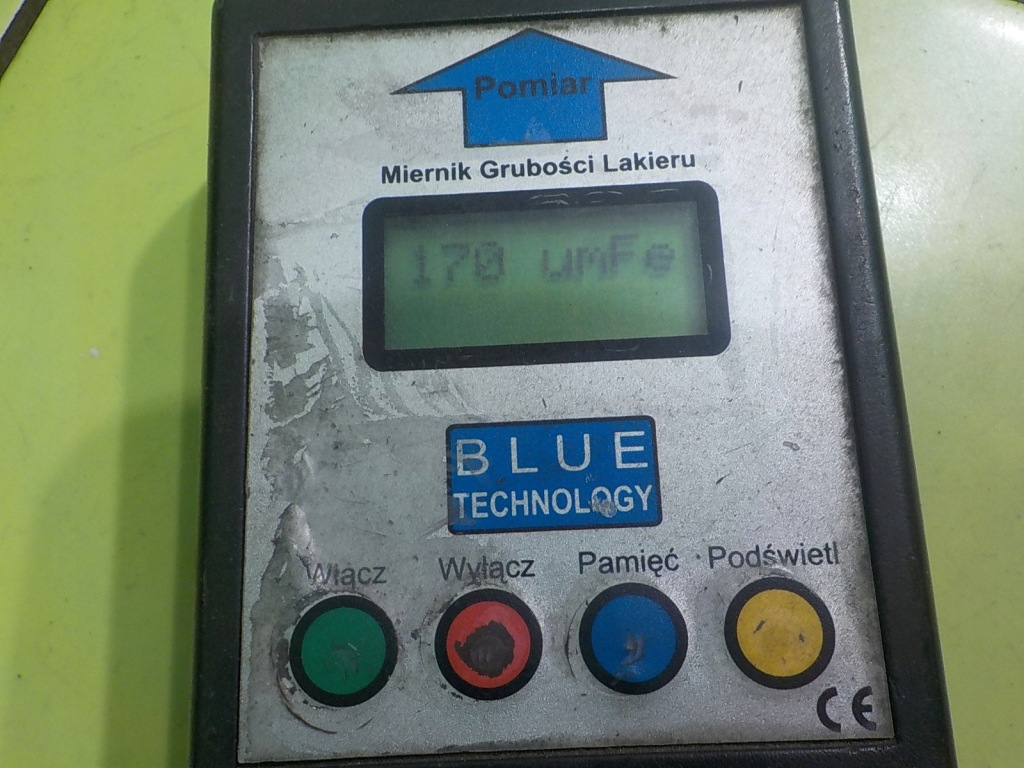 Pomiar
Miernik Grubości Lakieru
170 umFe
BLUE
TECHNOLOGY
Włącz Wyłącz Pamięć Podświetl
CE